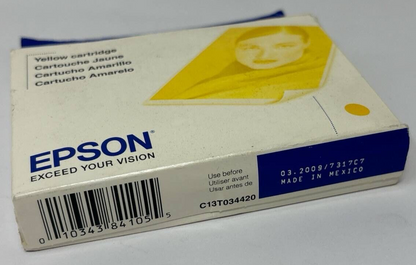 Yellow cartridge
Cartouche Jaune
Cartucho Amarillo
Cartucho Amarelo
EPSON
EXCEED YOUR VISION
Use before
Utiliser avant
Usar antes de
03.2009/7317C7
MADE IN MEXICO
C13T034420
0 10343 84105 5